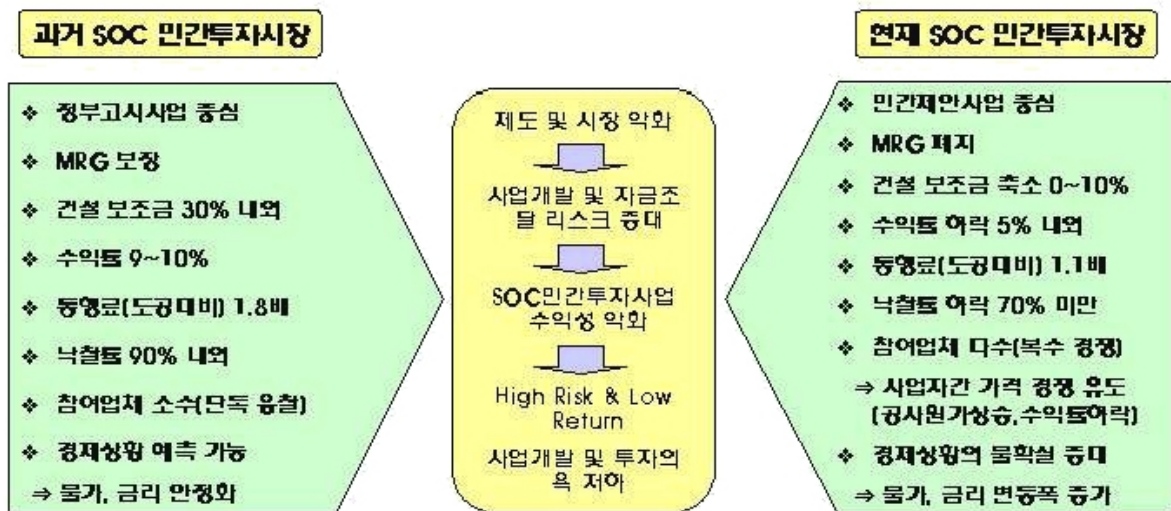 과거 SOC 민간투자시장
❖ 정부고시사업 중심
❖ MRG 보장
❖ 건설 보조금 30% 내외
❖ 수익률 9~10%
❖ 통행료(도공대비) 1.8배
❖ 낙찰률 90% 내외
❖ 참여업체 소수(단독 응찰)
❖ 경제상황 예측 가능
⇒ 물가, 금리 안정화
제도 및 시장 악화
사업개발 및 자금조
달 리스크 증대
SOC민간투자사업
수익성 악화
High Risk & Low
Return
사업개발 및 투자의
욕 저하
현재 SOC 민간투자시장
❖ 민간제안사업 중심
❖ MRG 폐지
❖ 건설 보조금 축소 0~10%
❖ 수익률 하락 5% 내외
❖ 통행료(도공대비) 1.1배
❖ 낙찰률 하락 70% 미만
❖ 참여업체 다수(복수 경쟁)
⇒ 사업자간 가격 경쟁 유도
(공사원가상승,수익률하락)
❖ 경제상황의 불확실 증대
⇒ 물가, 금리 변동폭 증가